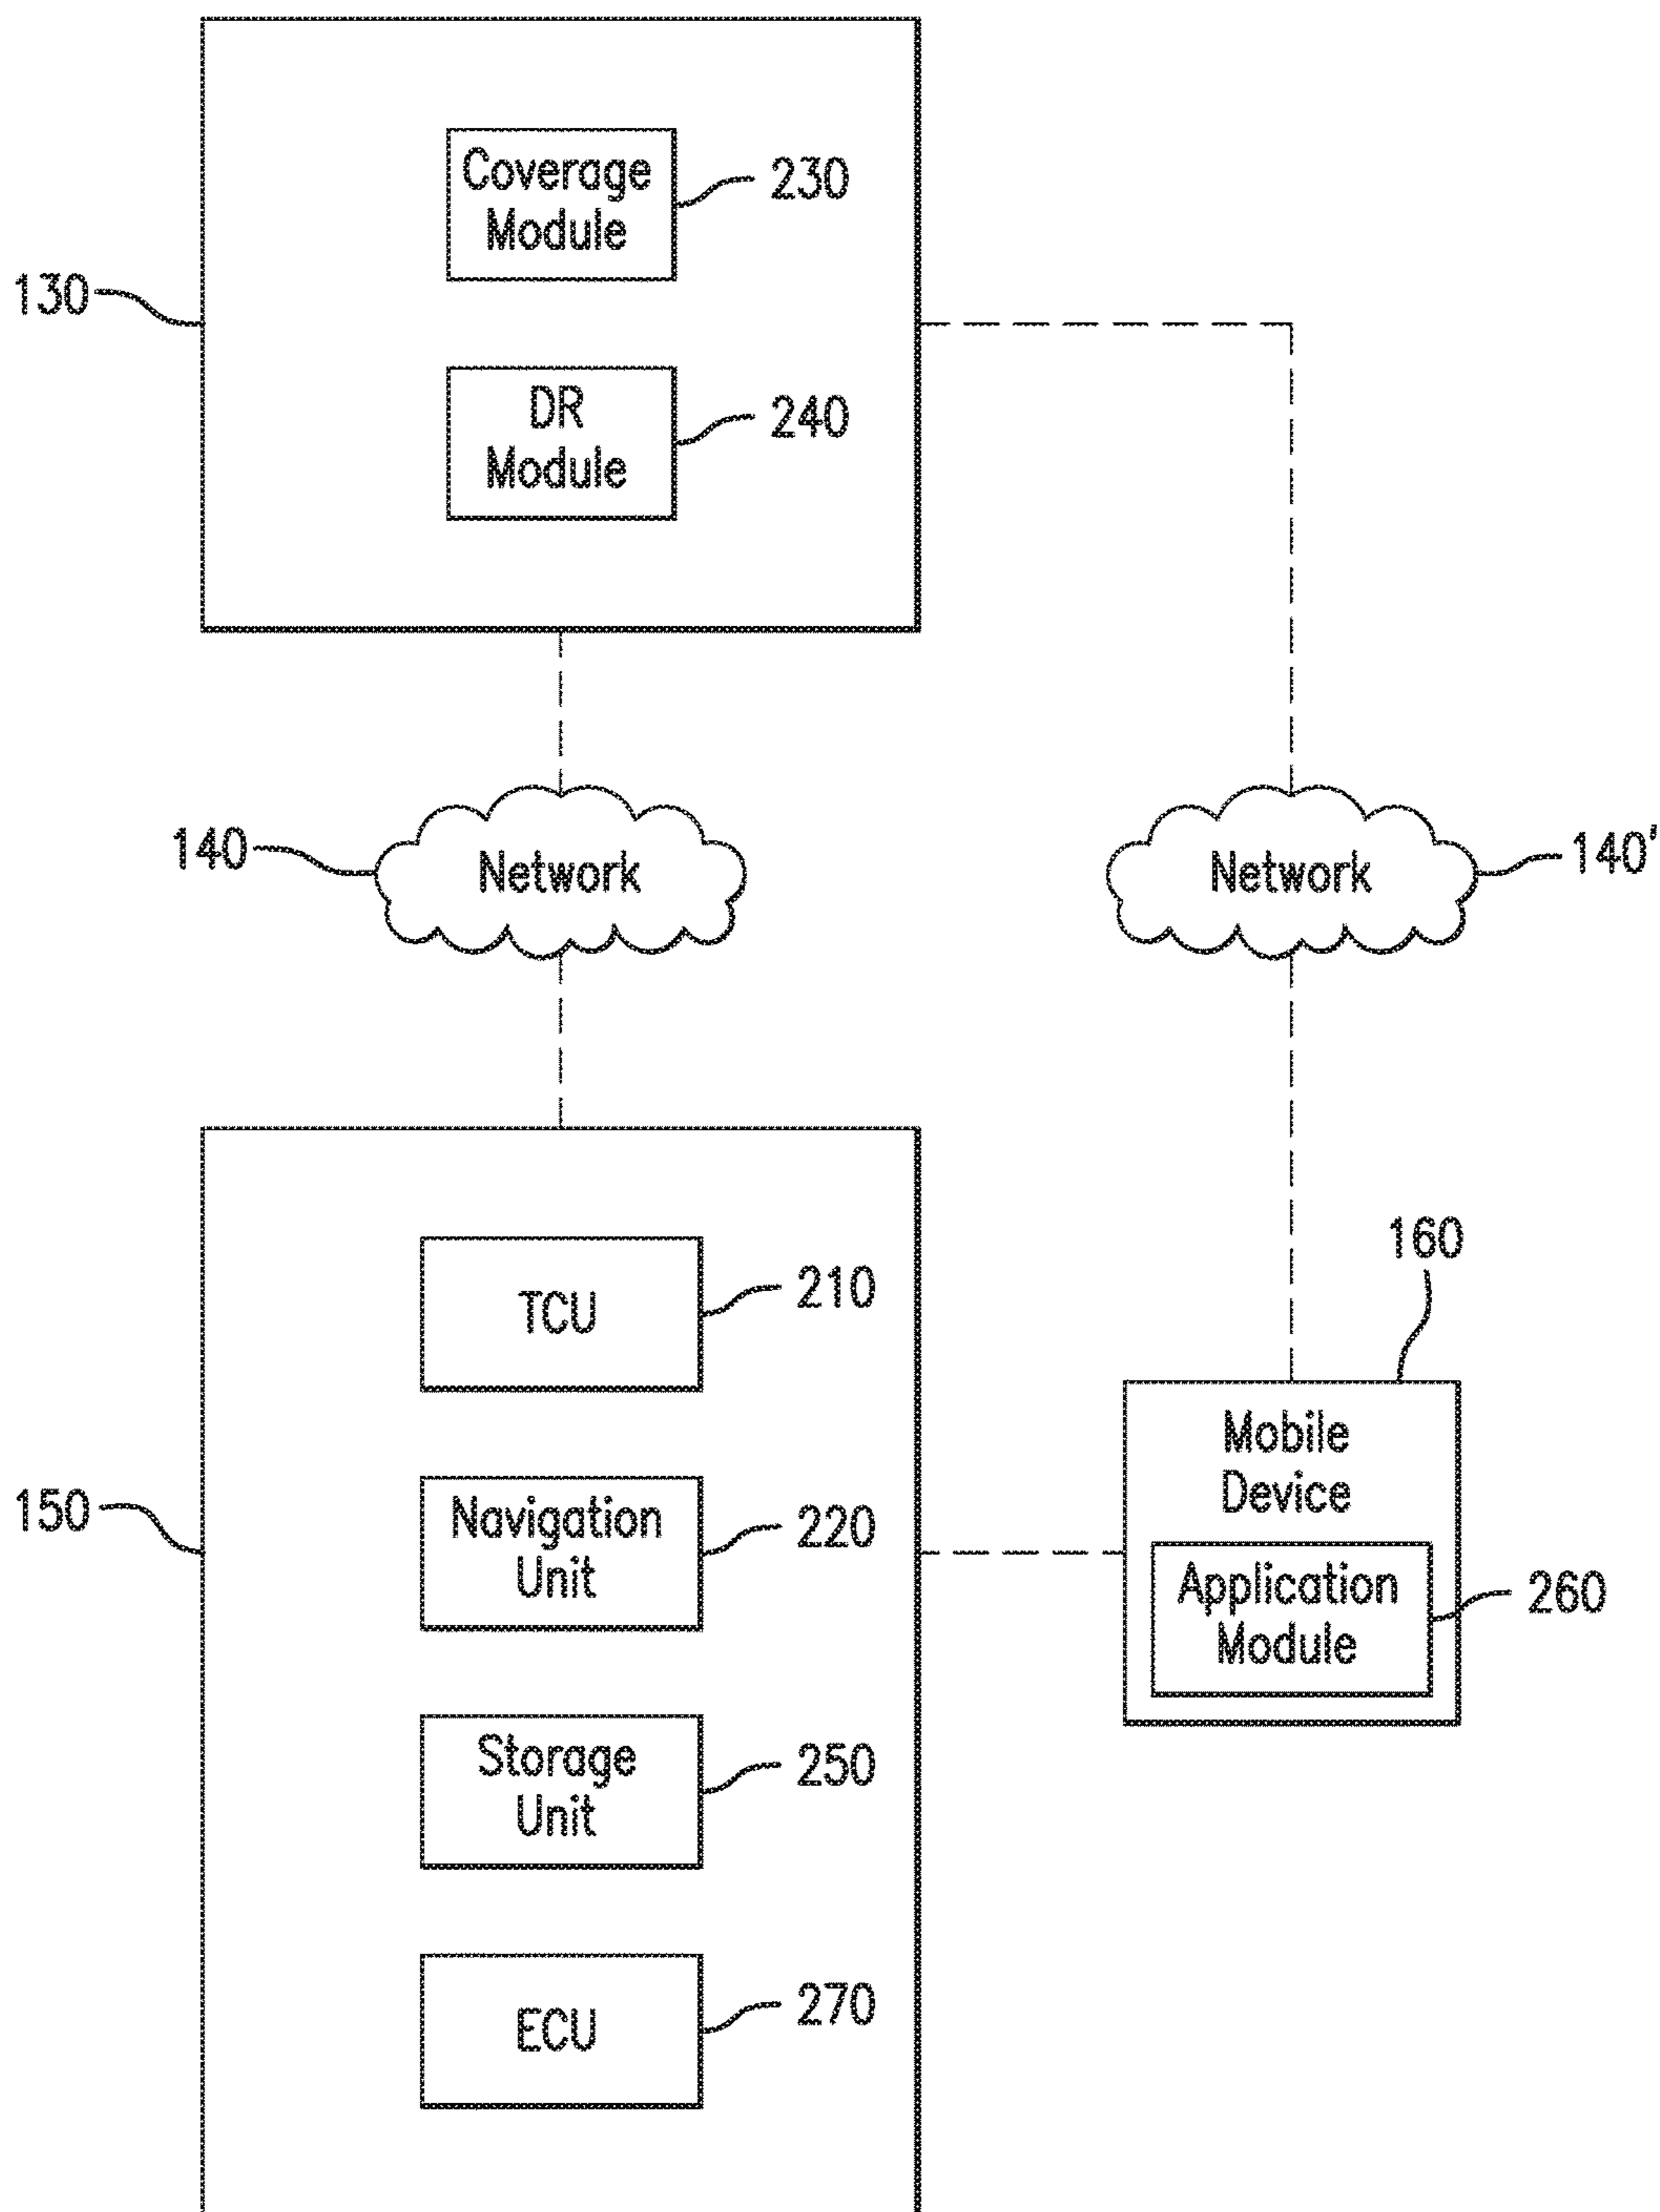 Coverage
Module
230
130
DR
Module
240
140
Network
Network
140'
TCU
210
160
Mobile
Device
150
Navigation
Unit
220
Application
Module
260
Storage
Unit
250
ECU
270